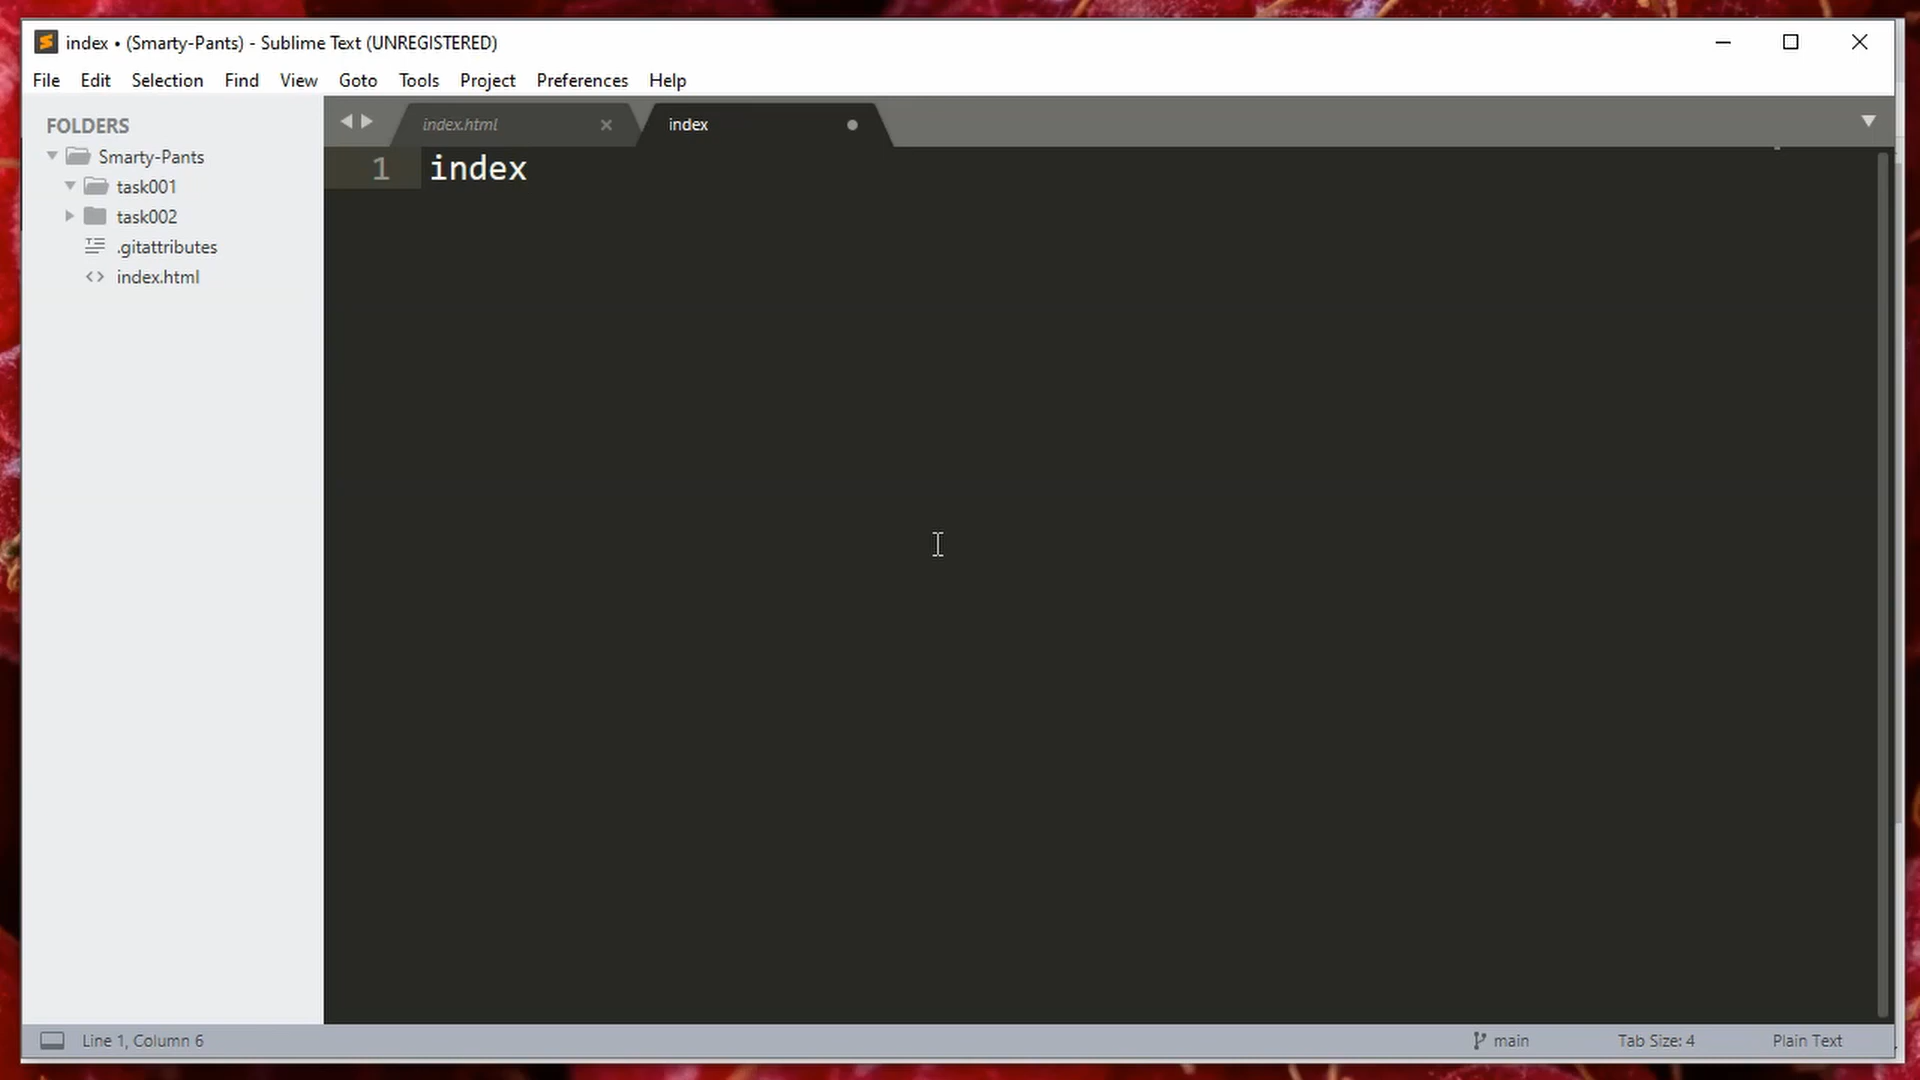 index • (Smarty-Pants) - Sublime Text (UNREGISTERED)
File Edit Selection Find View Goto Tools Project Preferences Help
FOLDERS
Smarty-Pants
task001
task002
.gitattributes
index.html
index.html
index
1 index
Line 1, Column 6
main
Tab Size: 4
Plain Text